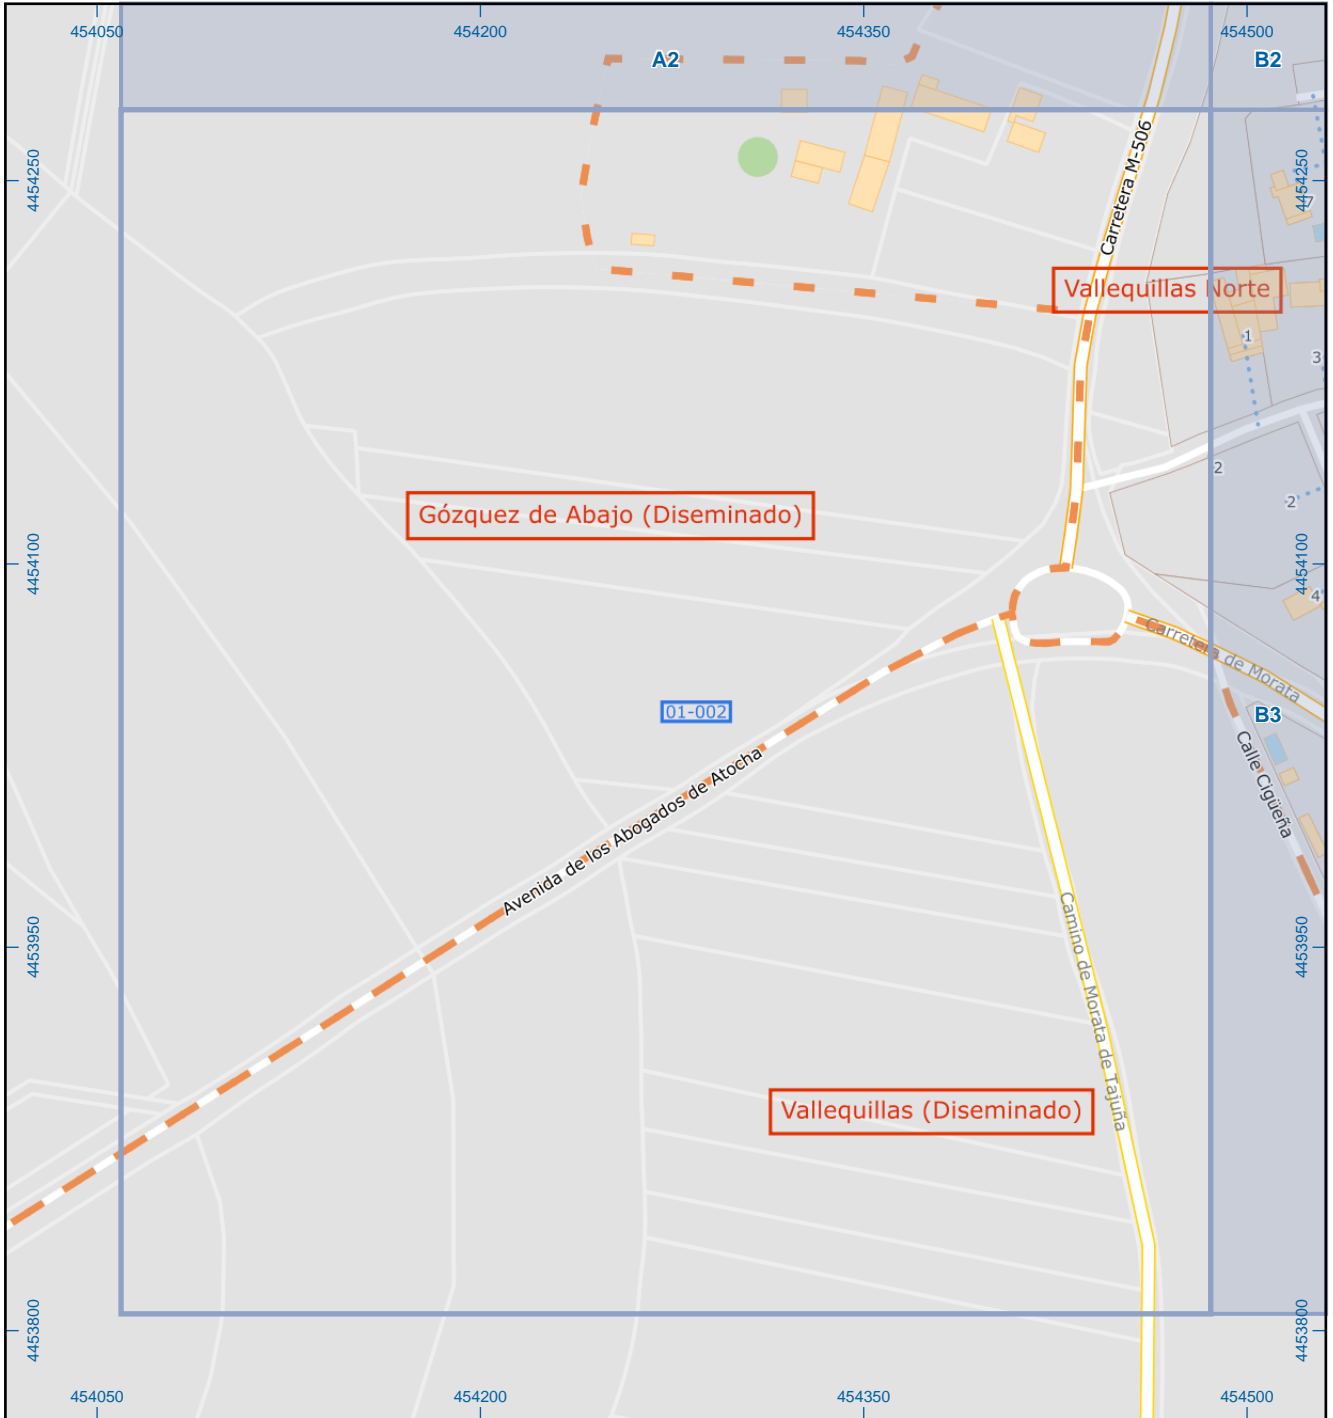 454050
454200
454350
454500
A2
B2
4454250
4454250
Carretera M-506
7
Vallequillas Norte
1
3
2
2
Gózquez de Abajo (Diseminado)
4454100
4454100
4
Carretera de Morata
01-002
B3
Calle Cigüeña
Avenida de los Abogados de Atocha
4453950
4453950
Camino de Morata de Tajuña
Vallequillas (Diseminado)
4453800
4453800
454050
454200
454350
454500